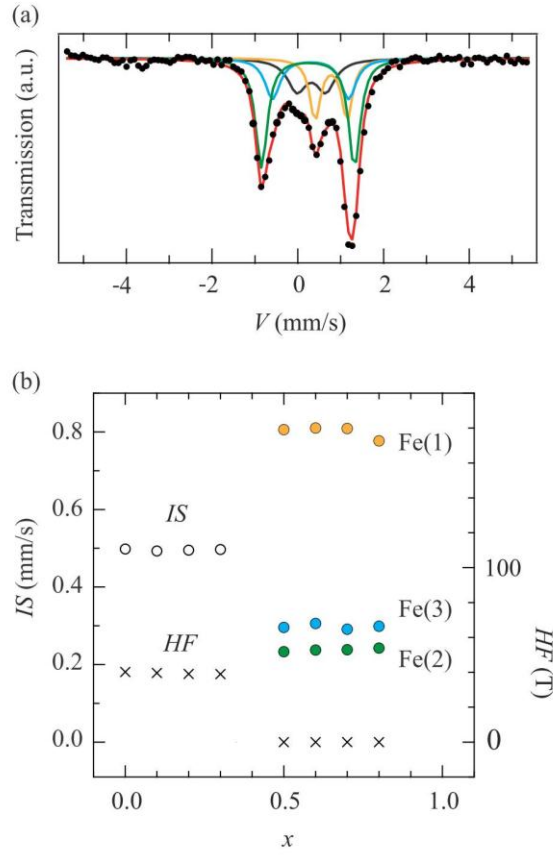 (a)
Transmission (a.u.)
-4 -2 0 2 4
V (mm/s)
(b)
IS (mm/s)
0.8
0.6
0.4
0.2
0.0
IS
HF
Fe(1)
Fe(3)
Fe(2)
100
0
HF (T)
0.0 0.5 1.0
x